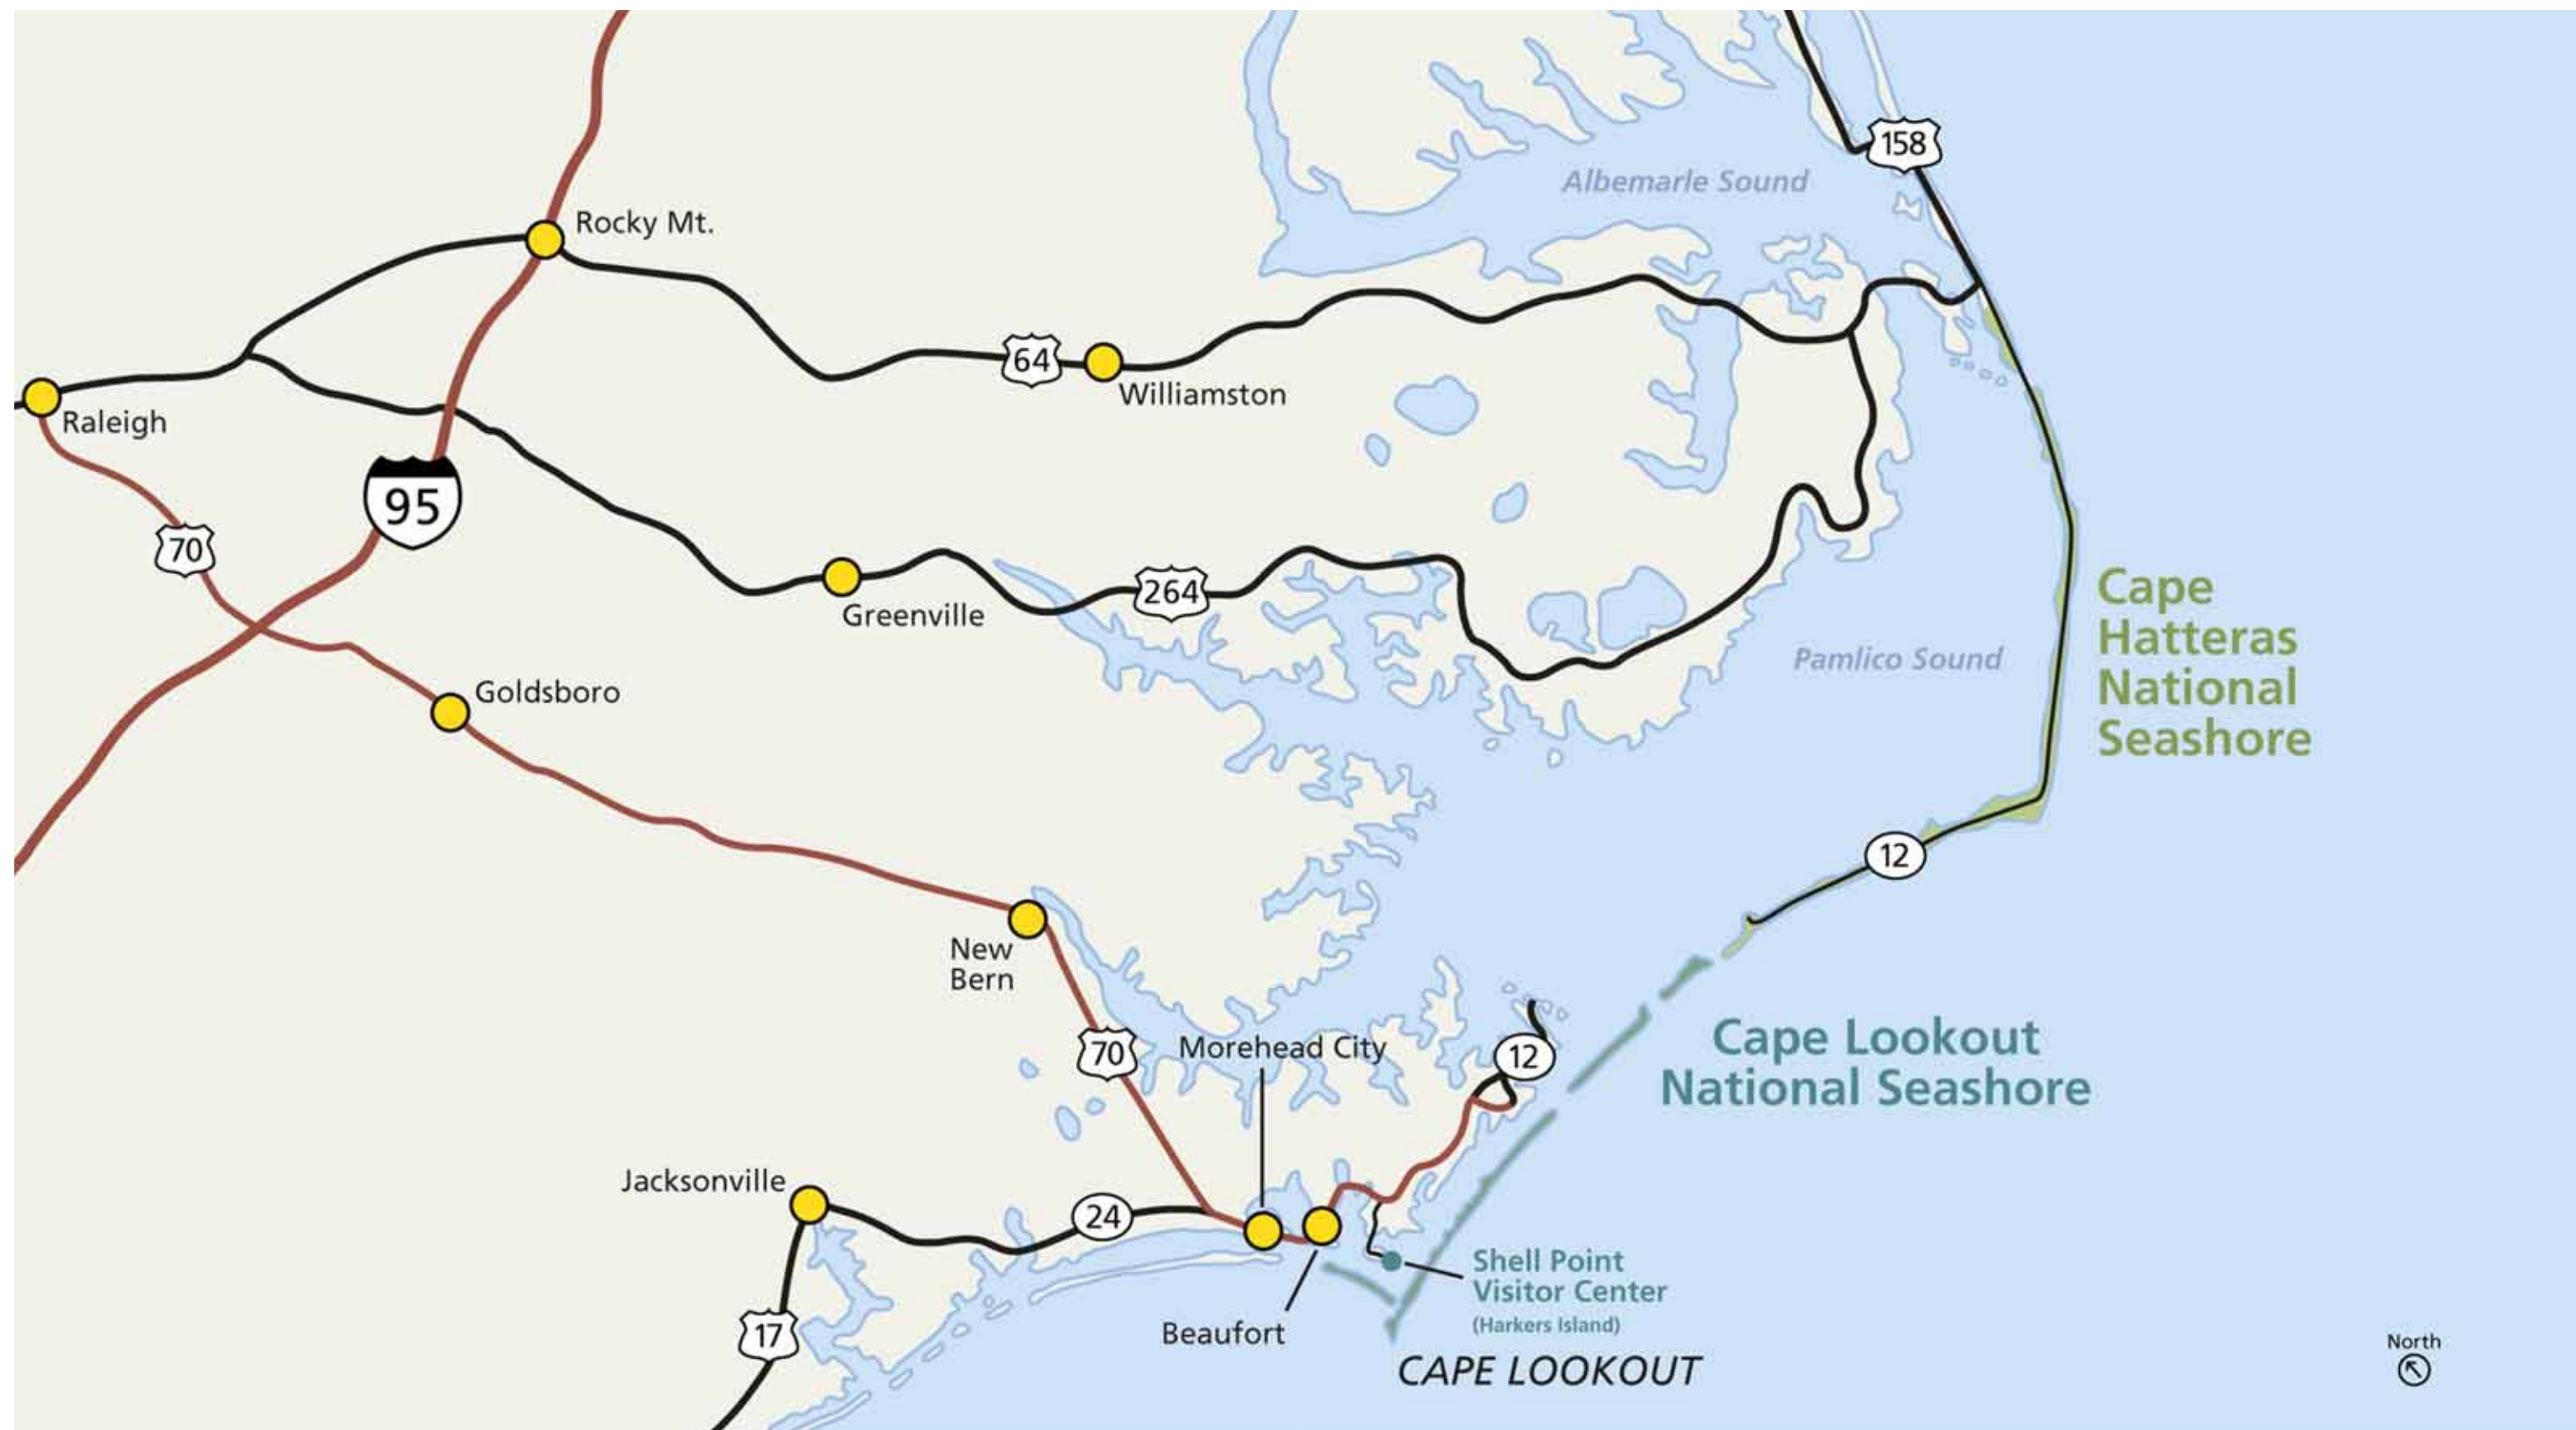 158
Albemarle Sound
Rocky Mt.
64
Williamston
Raleigh
95
70
264
Greenville
Cape
Hatteras
National
Seashore
Pamlico Sound
Goldsboro
12
New
Bern
70
Morehead City
12
Cape Lookout
National Seashore
Jacksonville
24
Shell Point
Visitor Center
(Harkers Island)
17
Beaufort
CAPE LOOKOUT
North